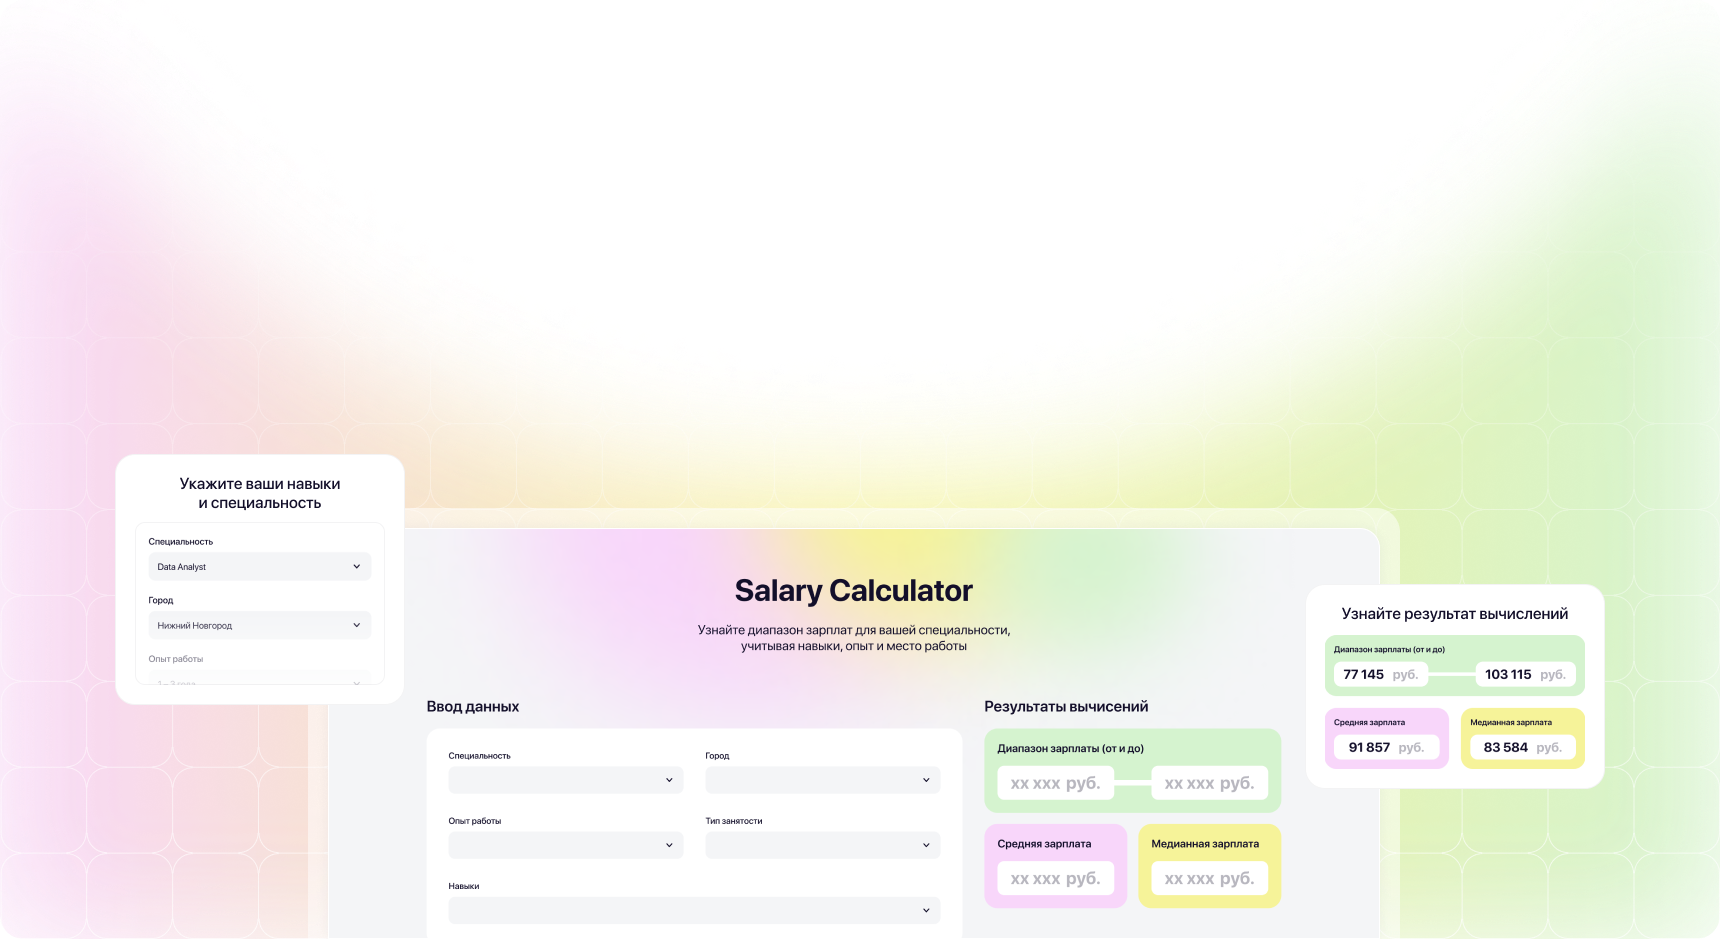 Укажите ваши навыки
и специальность
Специальность
Data Analyst
Город
Нижний Новгород
Опыт работы
1 – 3 года
Salary Calculator
Узнайте диапазон зарплат для вашей специальности,
учитывая навыки, опыт и место работы
Ввод данных
Специальность
Город
Опыт работы
Тип занятости
Навыки
Результаты вычисений
Диапазон зарплаты (от и до)
xx xxx руб.
xx xxx руб.
Средняя зарплата
xx xxx руб.
Медианная зарплата
xx xxx руб.
Узнайте результат вычислений
Диапазон зарплаты (от и до)
77 145 руб.
103 115 руб.
Средняя зарплата
91 857 руб.
Медианная зарплата
83 584 руб.